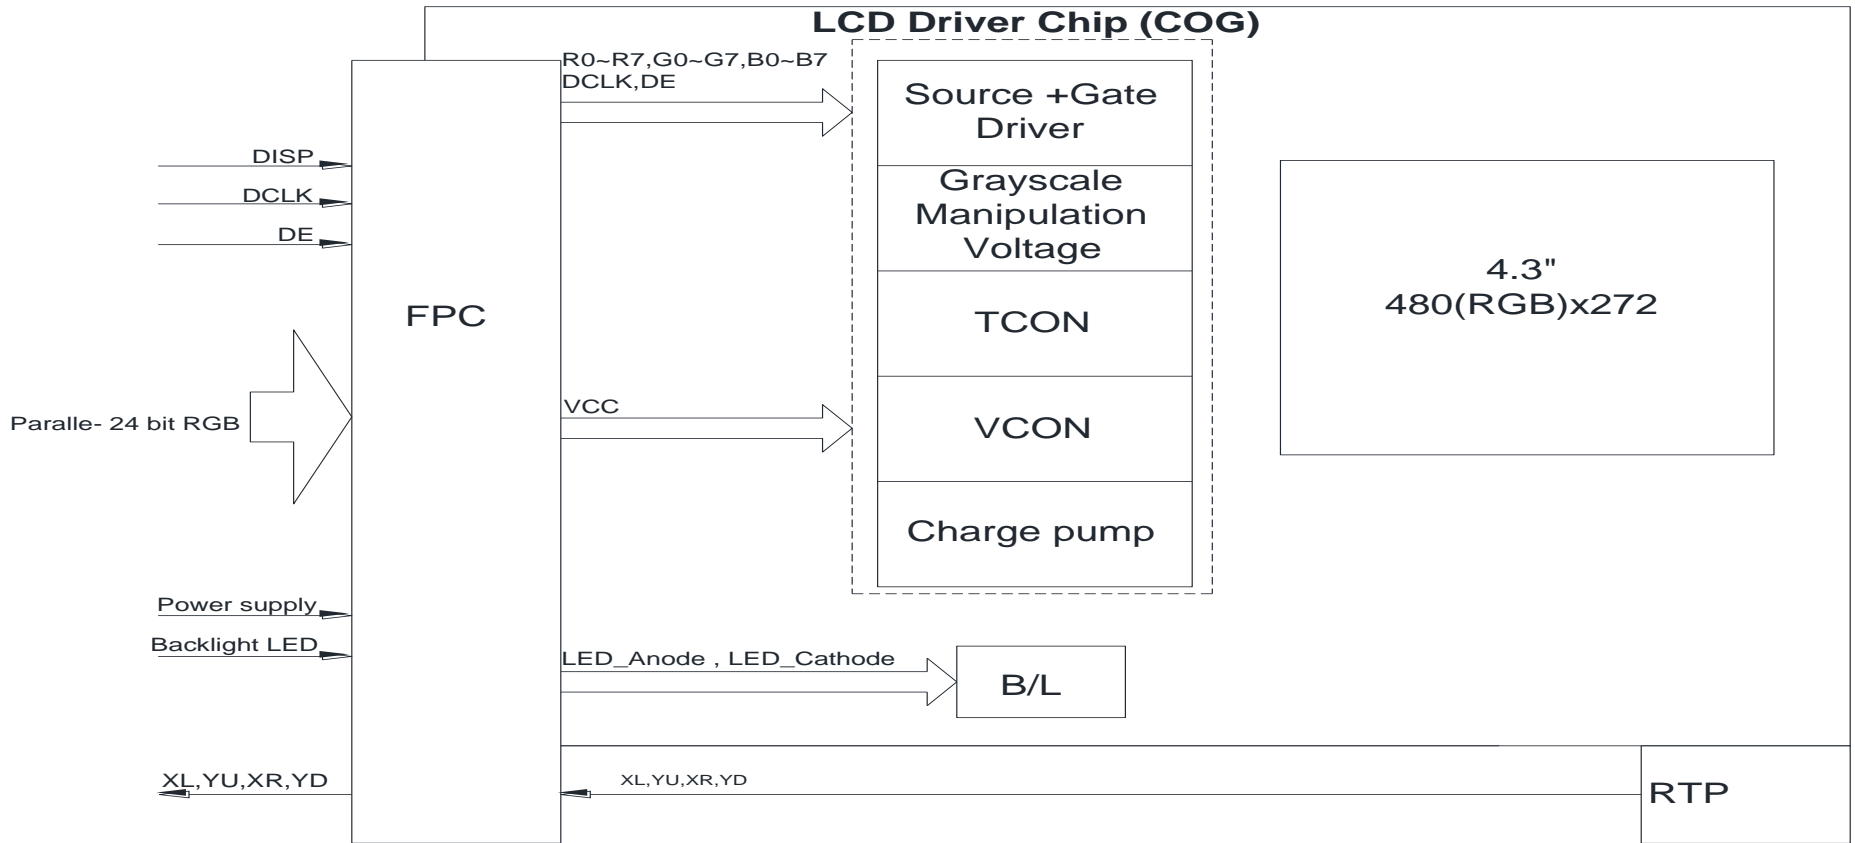 LCD Driver Chip (COG)
R0~R7,G0~G7,B0~B7
DCLK,DE
Source +Gate
Driver
DISP
DCLK
DE
Grayscale
Manipulation
Voltage
4.3"
480(RGB)x272
FPC
TCON
Paralle- 24 bit RGB
VCC
VCON
Charge pump
Power supply
Backlight LED
LED_Anode , LED_Cathode
B/L
XL,YU,XR,YD
XL,YU,XR,YD
RTP